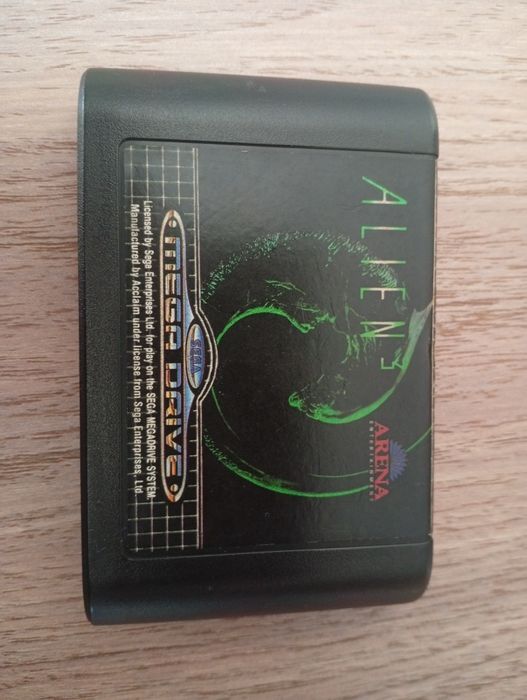 ALIEN 3
ARENA
ENTERTAINMENT
SEGA
MEGA DRIVE
Licensed by Sega Enterprises Ltd. for play on the SEGA MEGADRIVE SYSTEM.
Manufactured by Acclaim under license from Sega Enterprises, Ltd.